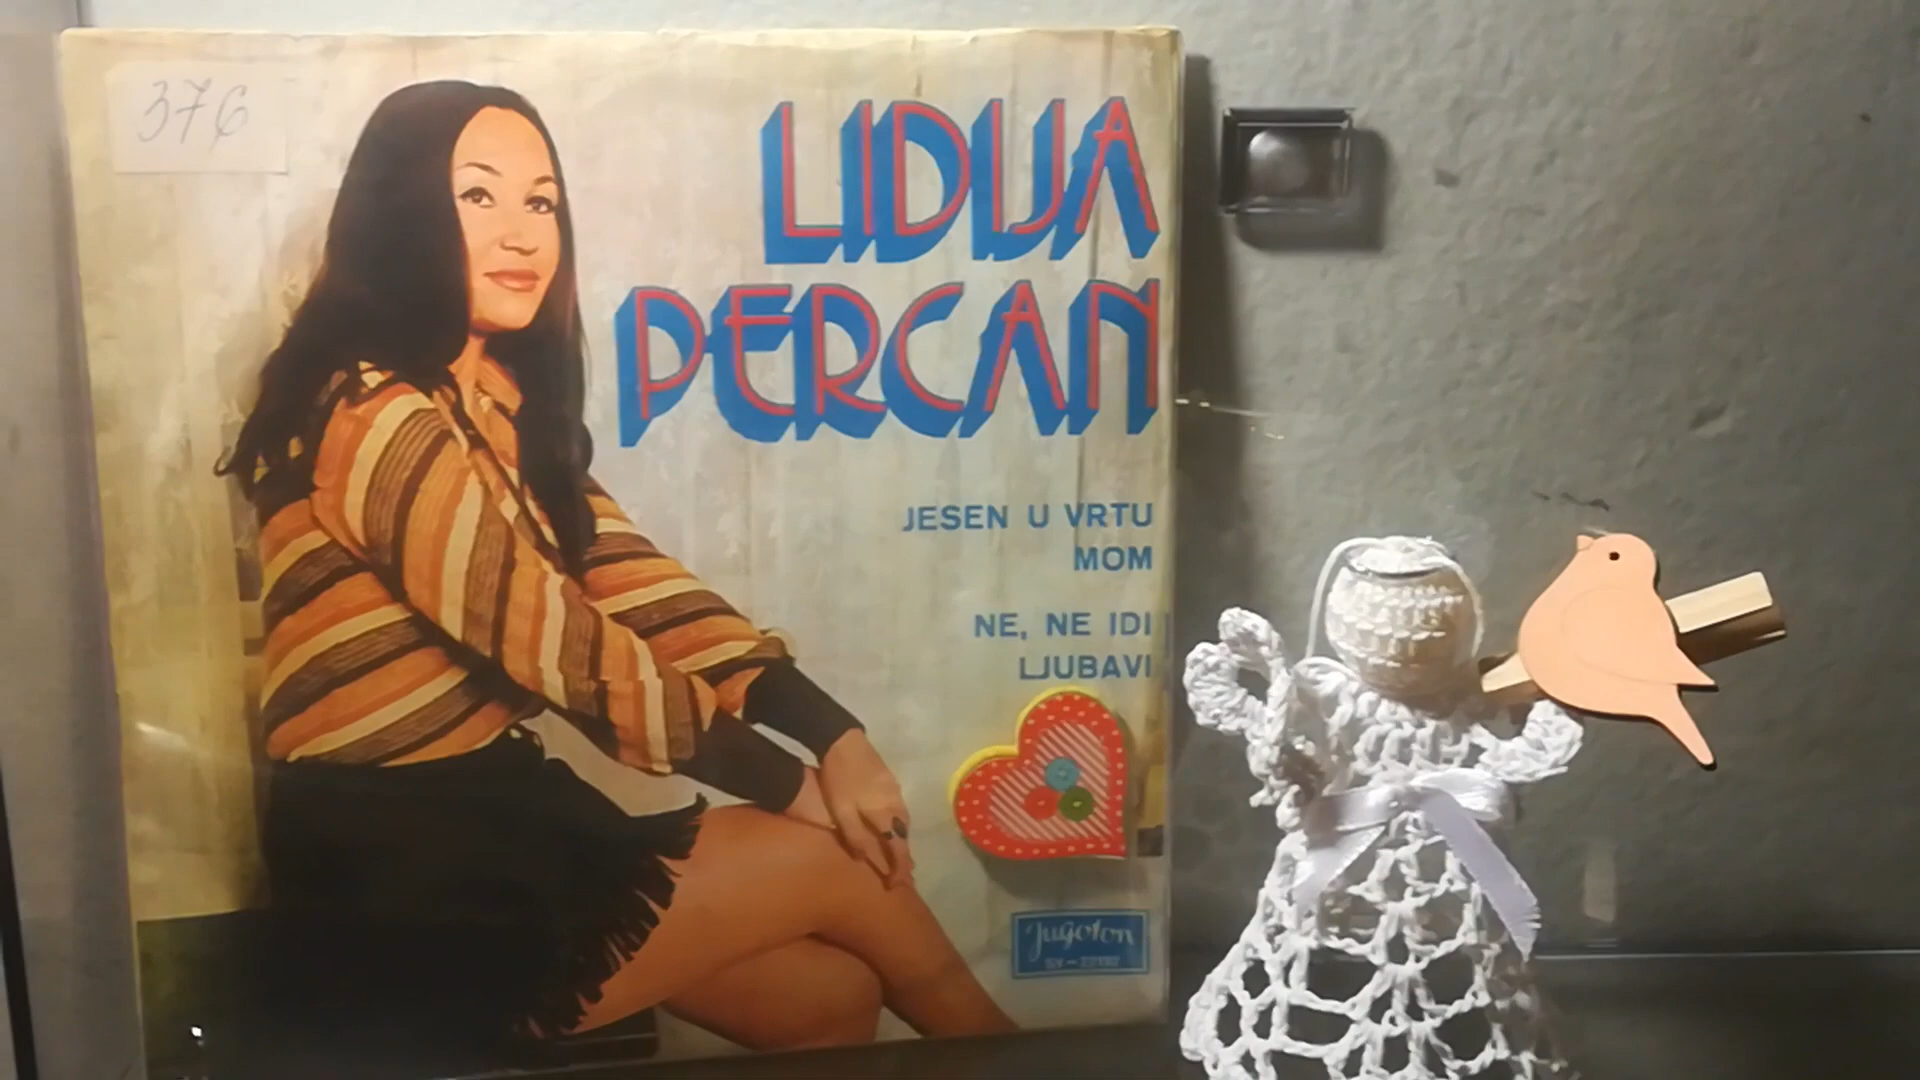 376
LIDIJA
PERCAN
JESEN U VRTU
MOM
NE, NE IDI
LJUBAVI
Jugoton